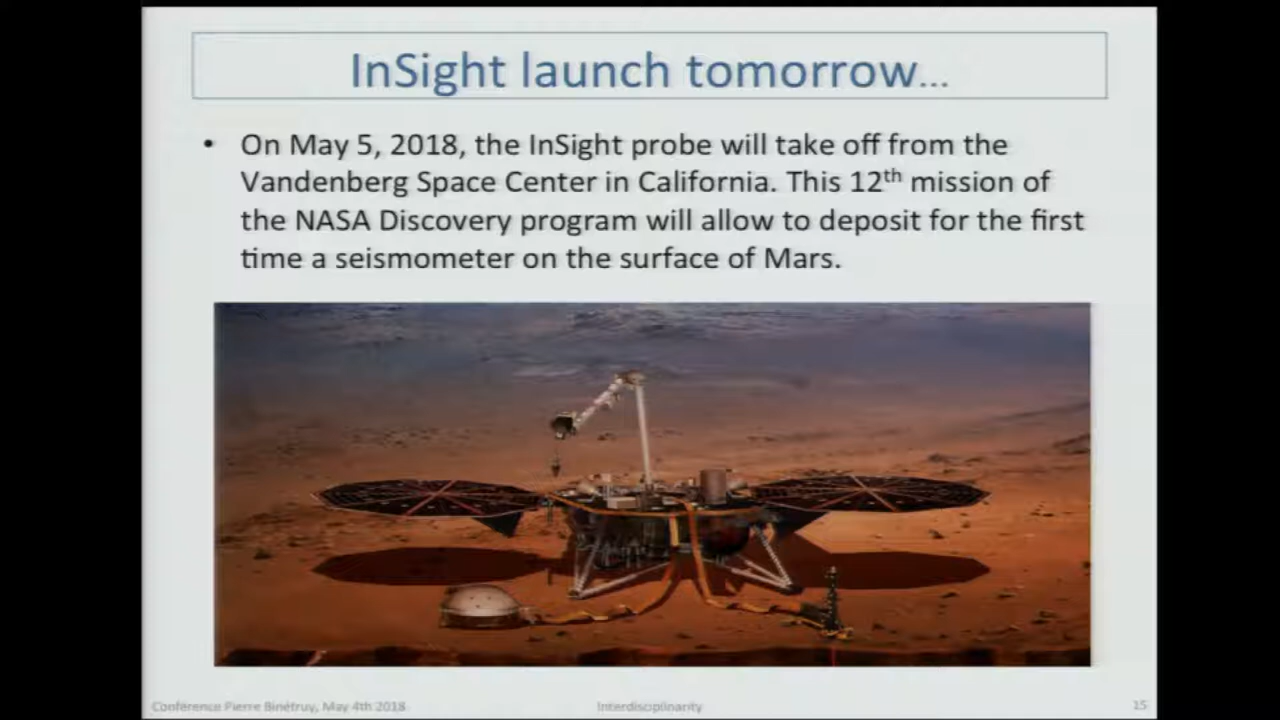 InSight launch tomorrow...
• On May 5, 2018, the InSight probe will take off from the
Vandenberg Space Center in California. This 12th mission of
the NASA Discovery program will allow to deposit for the first
time a seismometer on the surface of Mars.
Conférence Pierre Binétruy, May 4th 2018
Interdisciplinarity
15